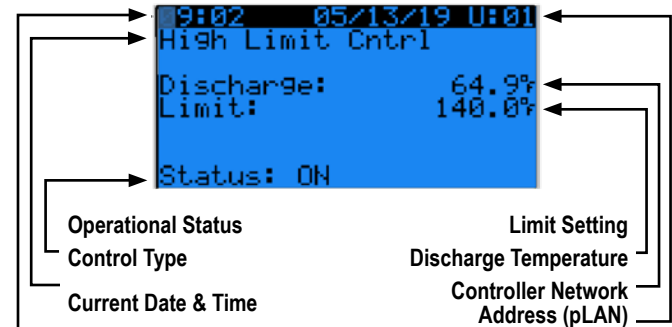 09:02 05/13/19 U:01
High Limit Cntrl
Discharge: 64.9°F
Limit: 140.0°F
Status: ON
Operational Status
Limit Setting
Control Type
Discharge Temperature
Current Date & Time
Controller Network
Address (pLAN)